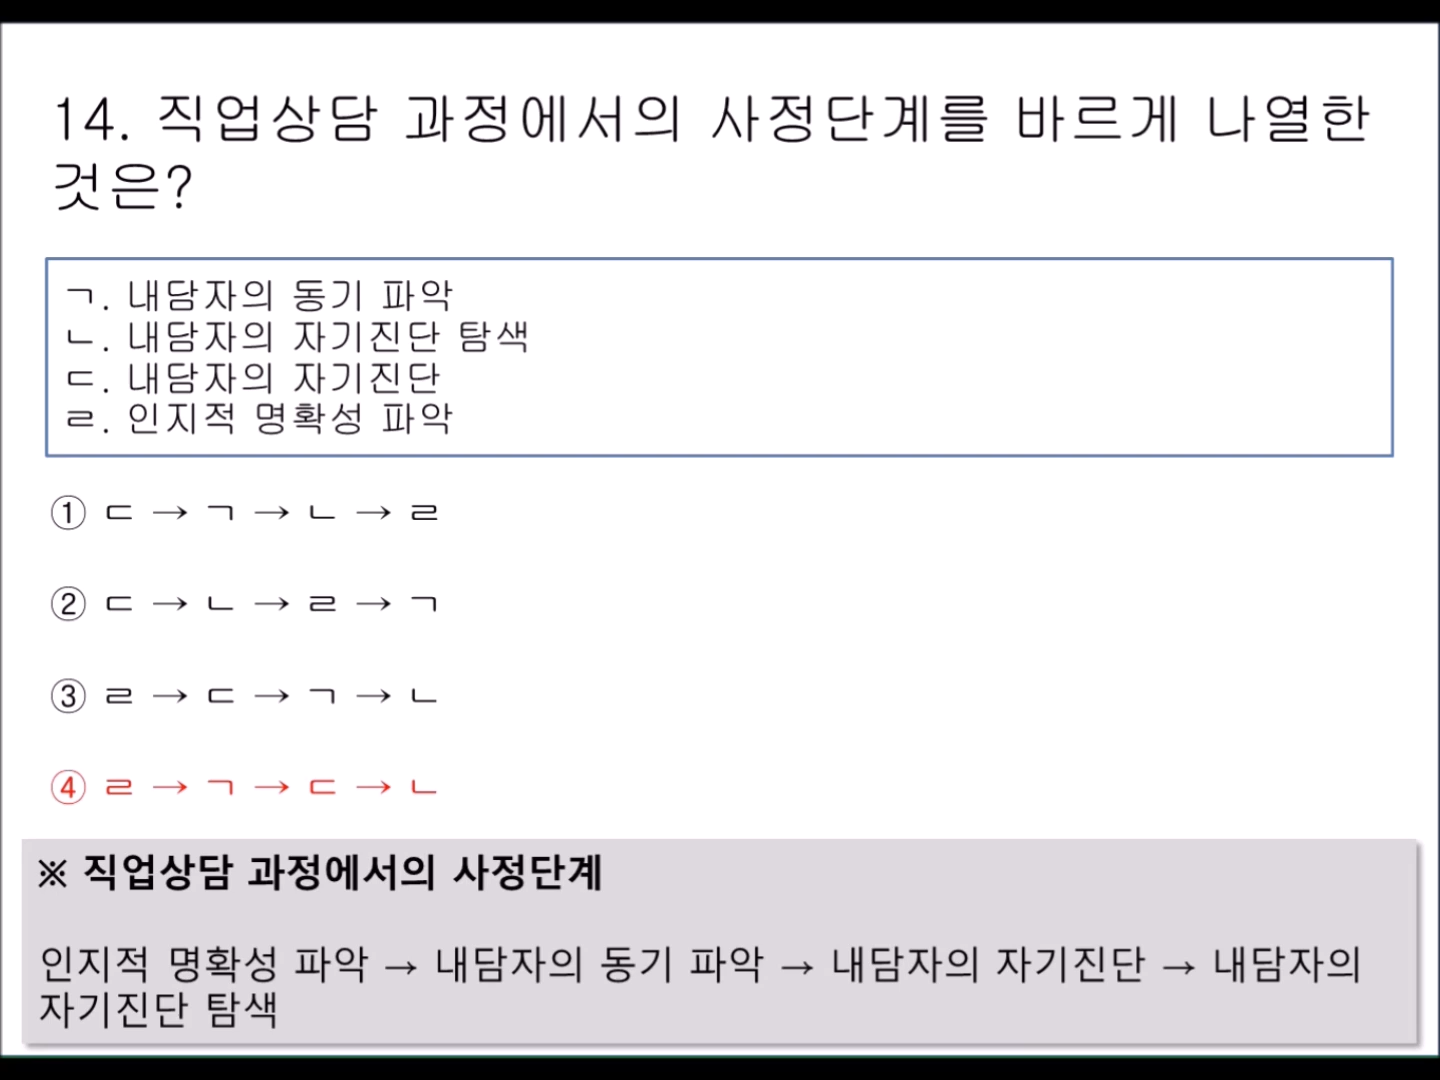 14. 직업상담 과정에서의 사정단계를 바르게 나열한
것은?
ㄱ. 내담자의 동기 파악
ㄴ. 내담자의 자기진단 탐색
ㄷ. 내담자의 자기진단
ㄹ. 인지적 명확성 파악
① ㄷ → ㄱ → ㄴ → ㄹ
② ㄷ → ㄴ → ㄹ → ㄱ
③ ㄹ → ㄷ → ㄱ → ㄴ
④ ㄹ → ㄱ → ㄷ → ㄴ
※ 직업상담 과정에서의 사정단계
인지적 명확성 파악 → 내담자의 동기 파악 → 내담자의 자기진단 → 내담자의
자기진단 탐색